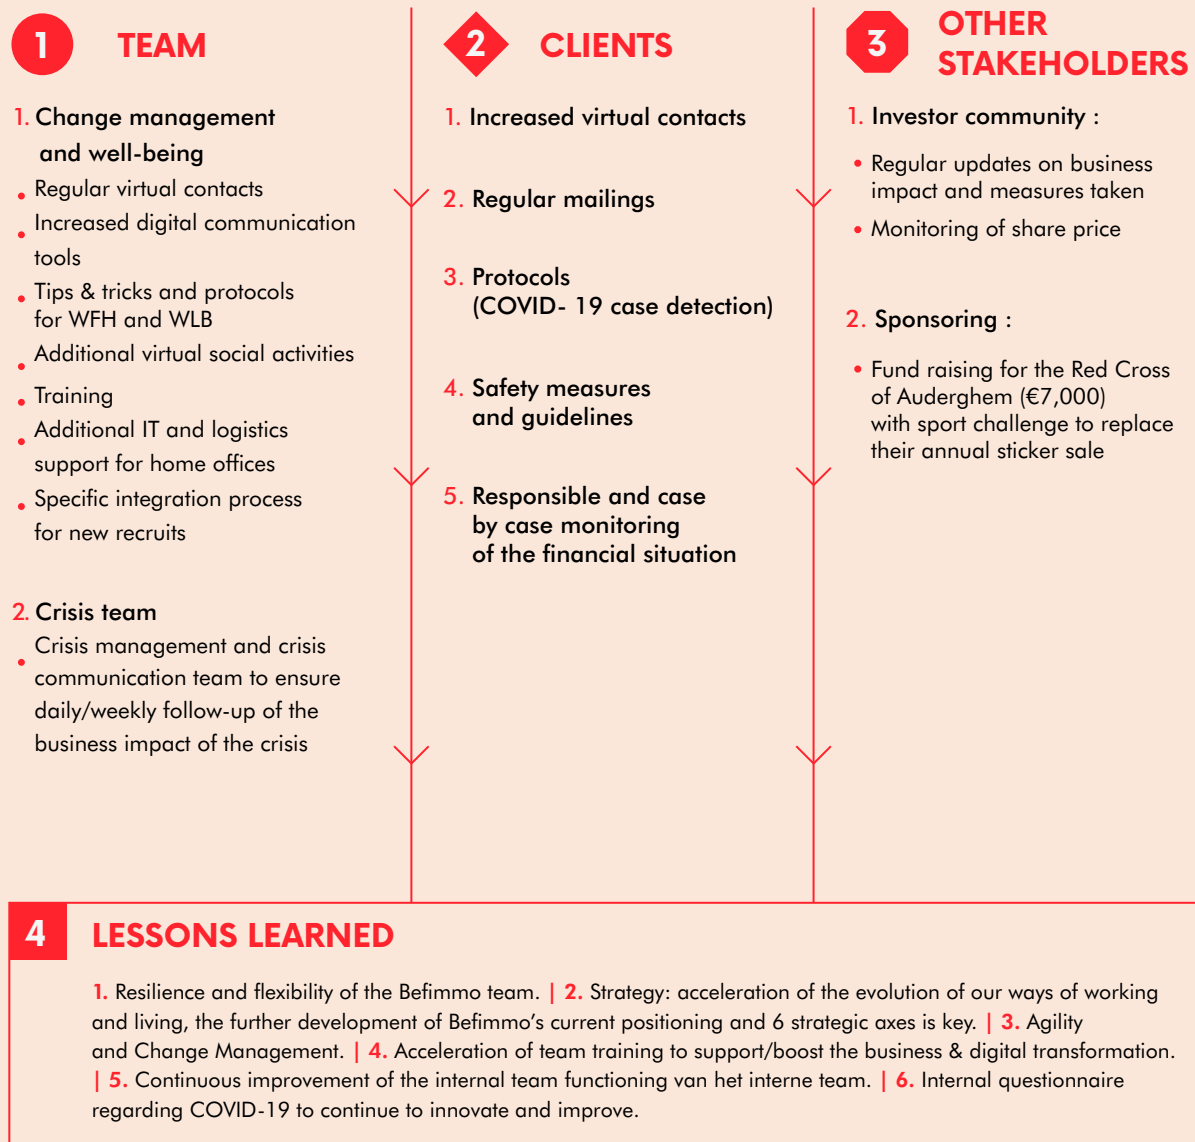 1 TEAM
1. Change management
and well-being
• Regular virtual contacts
• Increased digital communication
tools
• Tips & tricks and protocols
for WFH and WLB
• Additional virtual social activities
• Training
• Additional IT and logistics
support for home offices
• Specific integration process
for new recruits
2. Crisis team
• Crisis management and crisis
communication team to ensure
daily/weekly follow-up of the
business impact of the crisis
2 CLIENTS
1. Increased virtual contacts
2. Regular mailings
3. Protocols
(COVID- 19 case detection)
4. Safety measures
and guidelines
5. Responsible and case
by case monitoring
of the financial situation
3 OTHER
STAKEHOLDERS
1. Investor community :
• Regular updates on business
impact and measures taken
• Monitoring of share price
2. Sponsoring :
• Fund raising for the Red Cross
of Auderghem (€7,000)
with sport challenge to replace
their annual sticker sale
4 LESSONS LEARNED
1. Resilience and flexibility of the Befimmo team. | 2. Strategy: acceleration of the evolution of our ways of working
and living, the further development of Befimmo’s current positioning and 6 strategic axes is key. | 3. Agility
and Change Management. | 4. Acceleration of team training to support/boost the business & digital transformation.
| 5. Continuous improvement of the internal team functioning van het interne team. | 6. Internal questionnaire
regarding COVID-19 to continue to innovate and improve.